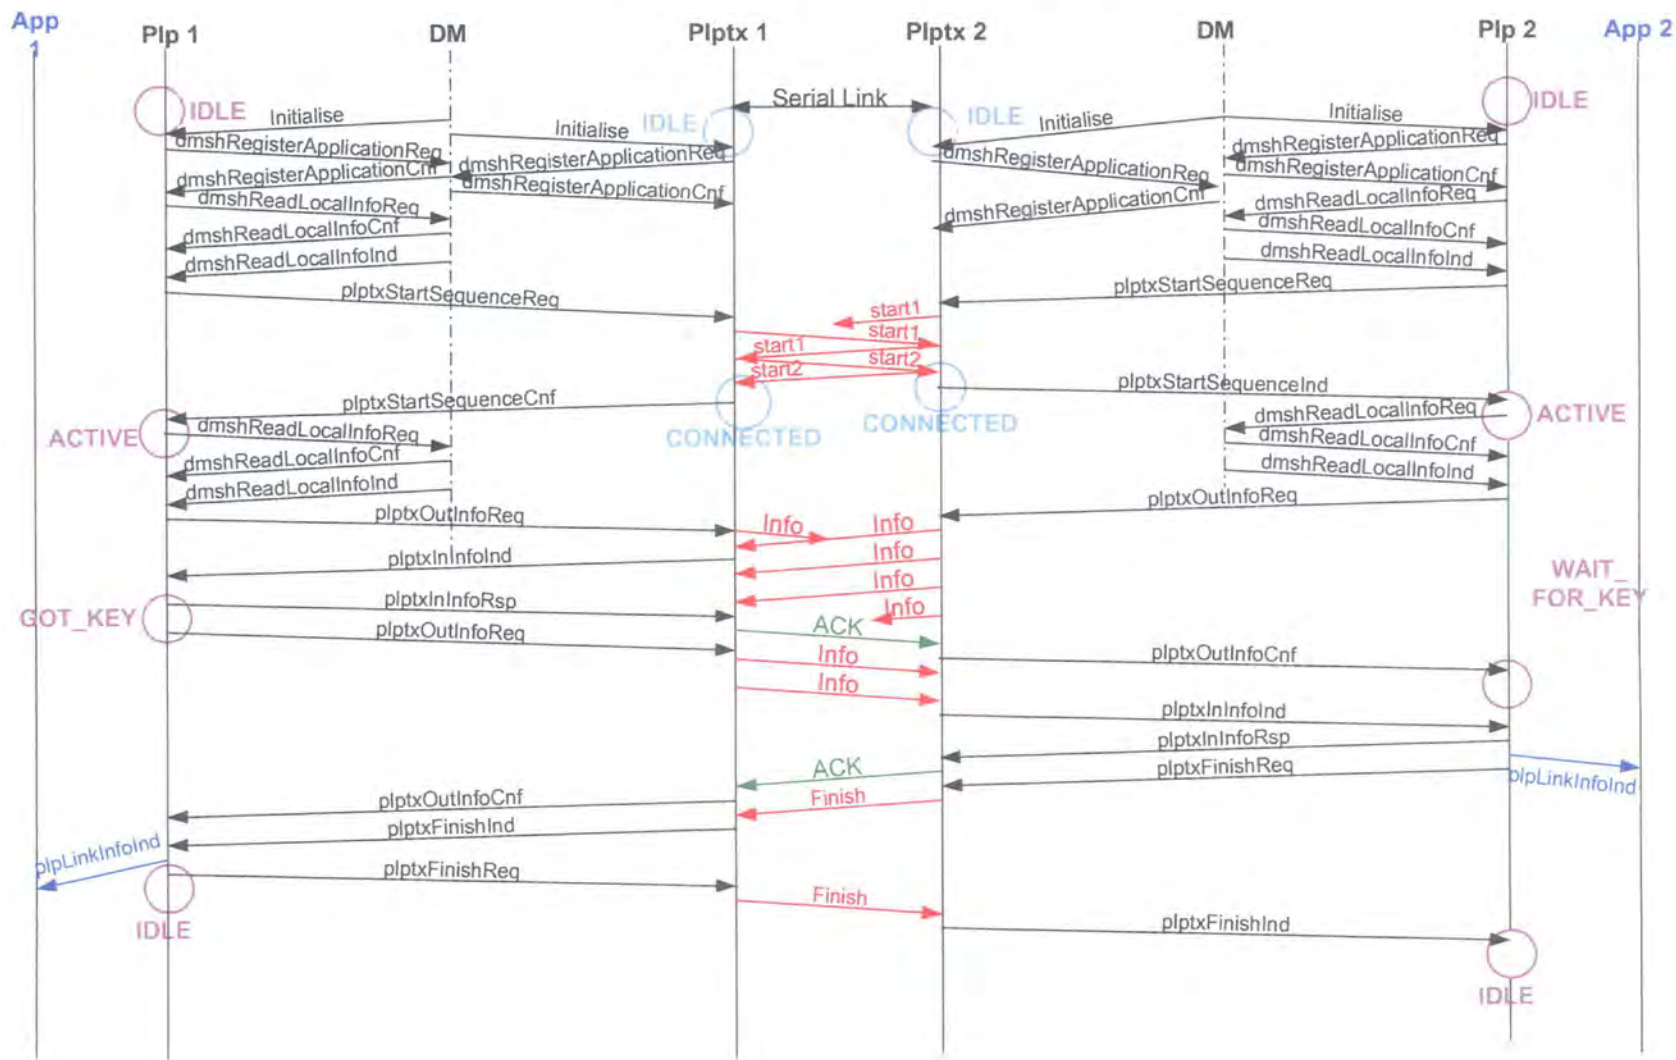 App
1
Plp 1
DM
Plptx 1
Plptx 2
DM
Plp 2
App 2
IDLE
Serial Link
IDLE
IDLE
IDLE
Initialise
Initialise
Initialise
Initialise
dmshRegisterApplicationReq
dmshRegisterApplicationReq
dmshRegisterApplicationReq
dmshRegisterApplicationReq
dmshRegisterApplicationCnf
dmshRegisterApplicationCnf
dmshRegisterApplicationCnf
dmshRegisterApplicationCnf
dmshReadLocalInfoReq
dmshReadLocalInfoReq
dmshReadLocalInfoCnf
dmshReadLocalInfoCnf
dmshReadLocalInfoInd
dmshReadLocalInfoInd
plptxStartSequenceReq
plptxStartSequenceReq
start1
start1
start1
start2
start2
plptxStartSequenceCnf
plptxStartSequenceInd
ACTIVE
CONNECTED
CONNECTED
ACTIVE
dmshReadLocalInfoReq
dmshReadLocalInfoReq
dmshReadLocalInfoCnf
dmshReadLocalInfoCnf
dmshReadLocalInfoInd
dmshReadLocalInfoInd
plptxOutInfoReq
plptxOutInfoReq
Info
Info
plptxInInfoInd
Info
Info
WAIT_
FOR_KEY
plptxInInfoRsp
Info
GOT_KEY
plptxOutInfoReq
ACK
Info
plptxOutInfoCnf
Info
plptxInInfoInd
plptxInInfoRsp
ACK
plptxFinishReq
plpLinkInfoInd
plptxOutInfoCnf
Finish
plptxFinishInd
plpLinkInfoInd
plptxFinishReq
Finish
IDLE
plptxFinishInd
IDLE